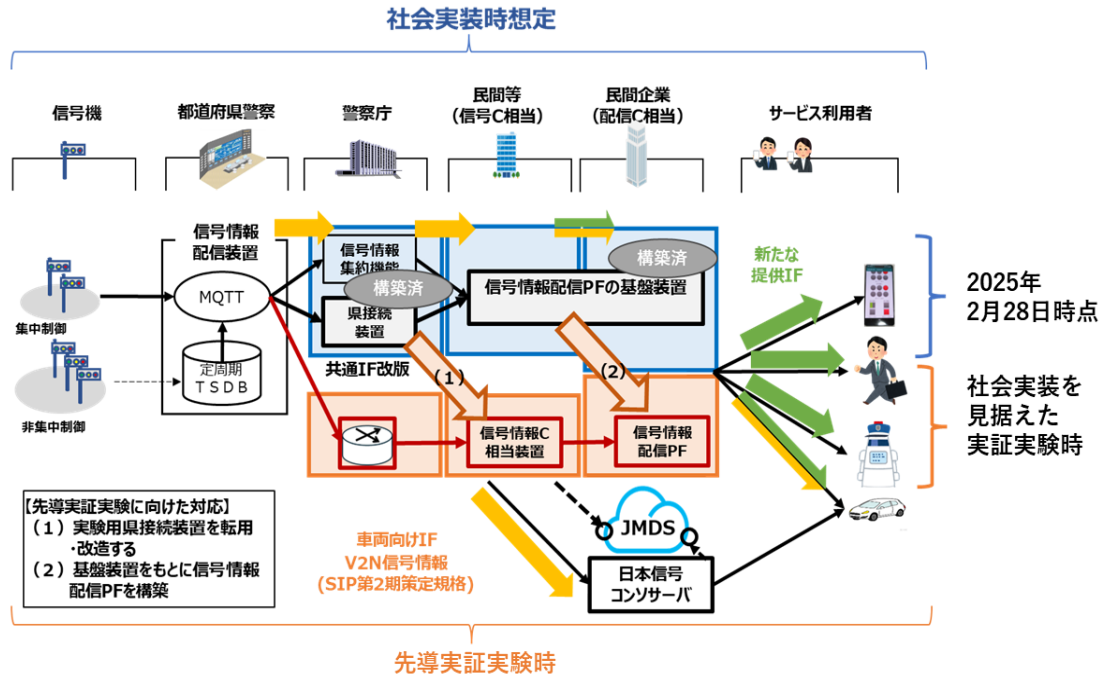 社会実装時想定
信号機
都道府県警察
警察庁
民間等
(信号C相当)
民間企業
(配信C相当)
サービス利用者
信号情報
配信装置
MQTT
定周期
TSDB
集中制御
非集中制御
信号情報
集約機能
構築済
県接続
装置
共通IF改版
構築済
信号情報配信PFの基盤装置
新たな
提供IF
2025年
2月28日時点
(1)
(2)
信号情報C
相当装置
信号情報
配信PF
社会実装を
見据えた
実証実験時
【先導実証実験に向けた対応】
(1)実験用県接続装置を転用
・改造する
(2)基盤装置をもとに信号情報
配信PFを構築
車両向けIF
V2N信号情報
(SIP第2期策定規格)
JMDS
日本信号
コンソサーバ
先導実証実験時